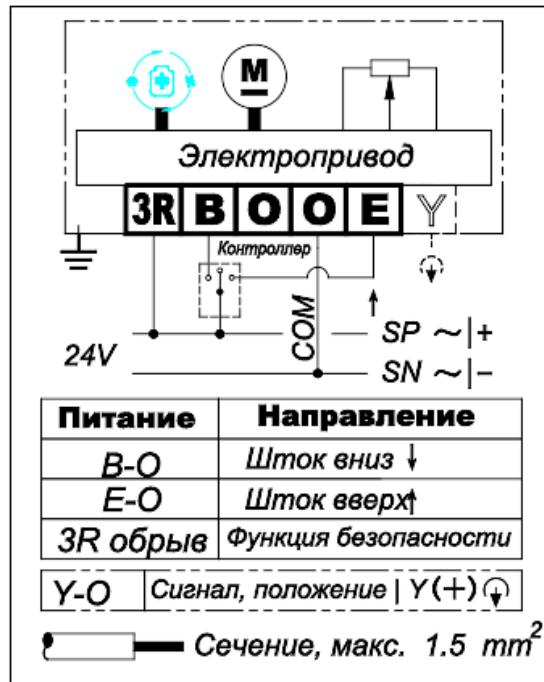 M
Электропривод
3R B O O E Y
Контроллер
COM
24V
SP ~|+
SN ~|−
Питание Направление
B-O Шток вниз ↓
E-O Шток вверх↑
3R обрыв Функция безопасности
Y-O Сигнал, положение | Y(+)
Сечение, макс. 1.5 mm²